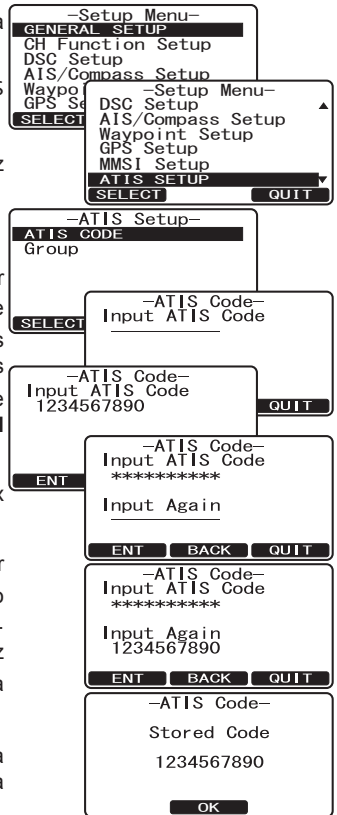 –Setup Menu–
GENERAL SETUP
CH Function Setup
DSC Setup
AIS/Compass Setup
GPS Se
SELECT
–Setup Menu–
DSC Setup
AIS/Compass Setup
Waypoint Setup
GPS Setup
MMSI Setup
ATIS SETUP
SELECT QUIT
–ATIS Setup–
ATIS CODE
Group
SELECT
–ATIS Code–
Input ATIS Code
QUIT
–ATIS Code–
Input ATIS Code
1234567890
ENT
–ATIS Code–
Input ATIS Code
**********
Input Again
ENT BACK QUIT
–ATIS Code–
Input ATIS Code
**********
Input Again
1234567890
ENT BACK QUIT
–ATIS Code–
Stored Code
1234567890
OK